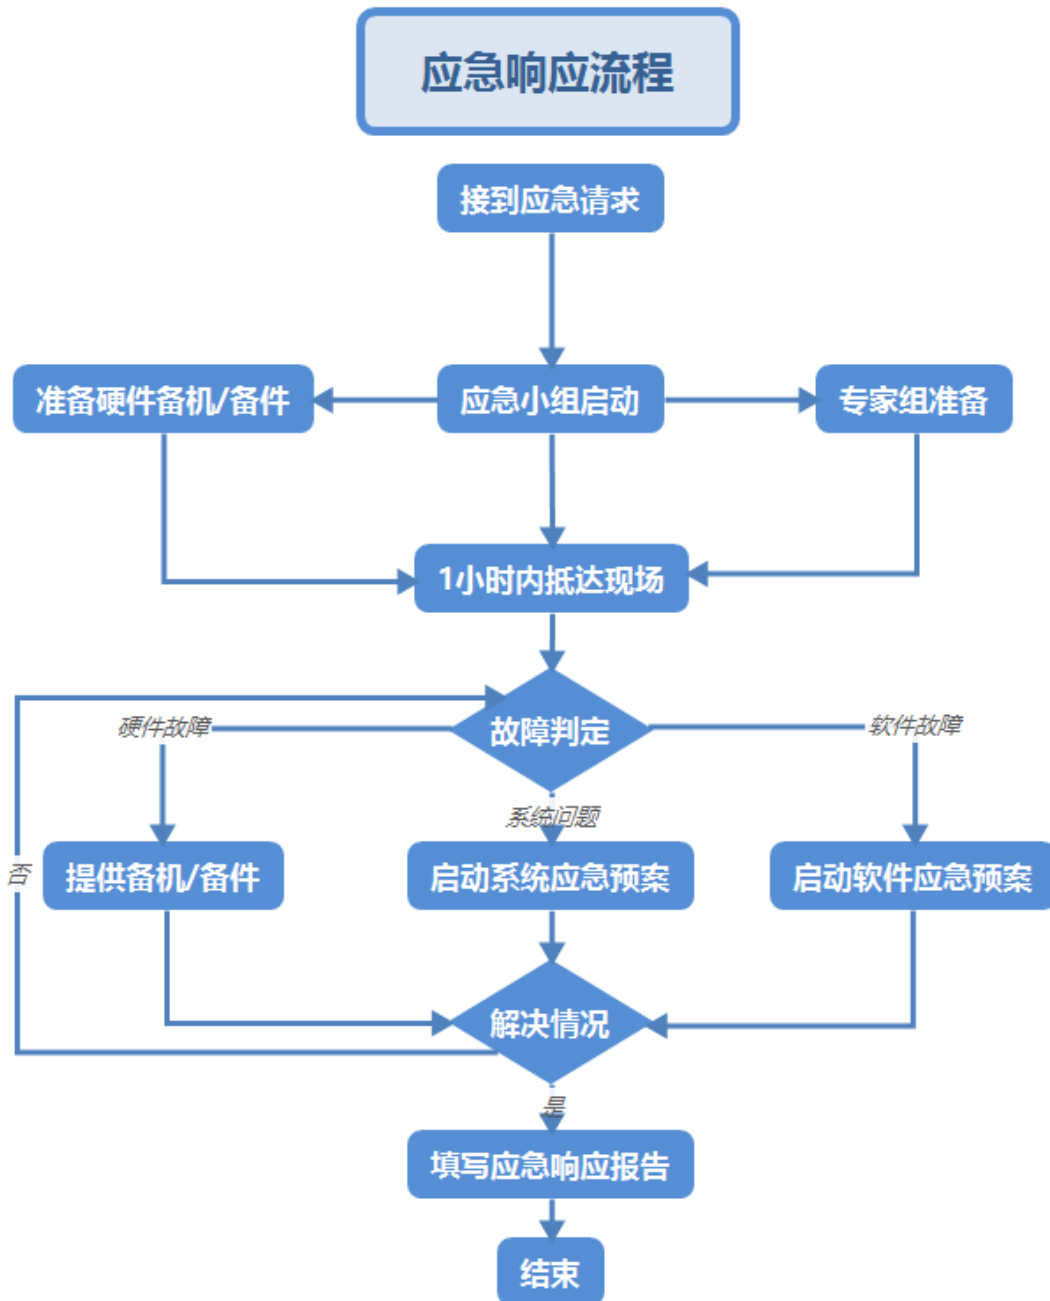 应急响应流程
接到应急请求
准备硬件备机/备件
应急小组启动
专家组准备
1小时内抵达现场
故障判定
硬件故障
软件故障
系统问题
否
提供备机/备件
启动系统应急预案
启动软件应急预案
解决情况
是
填写应急响应报告
结束